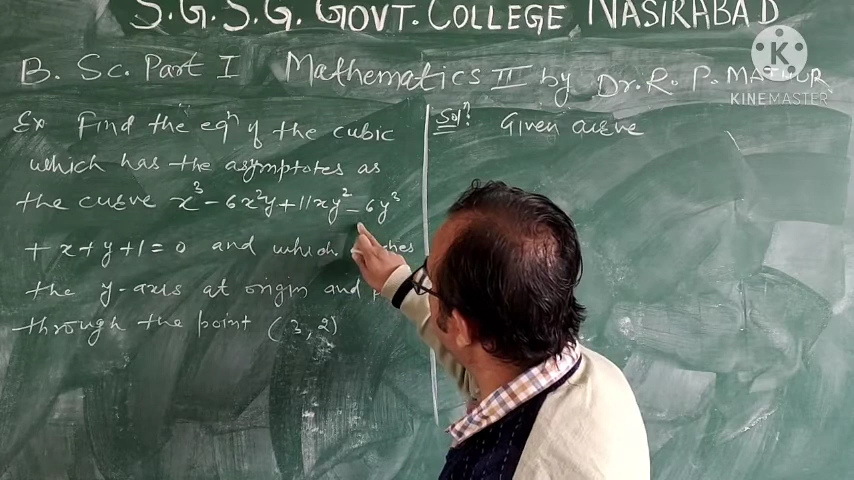 S.G.S.G. GOVT. COLLEGE NASIRABAD
B. Sc. Part I Mathematics II by Dr. R. P. MATHUR
KINEMASTER
Ex Find the eqⁿ of the cubic
which has the asymptotes as
the curve x³ - 6x²y + 11xy² - 6y³
+ x + y + 1 = 0 and which
the y-axis at origin and
through the point (3, 2)
Solⁿ. Given curve